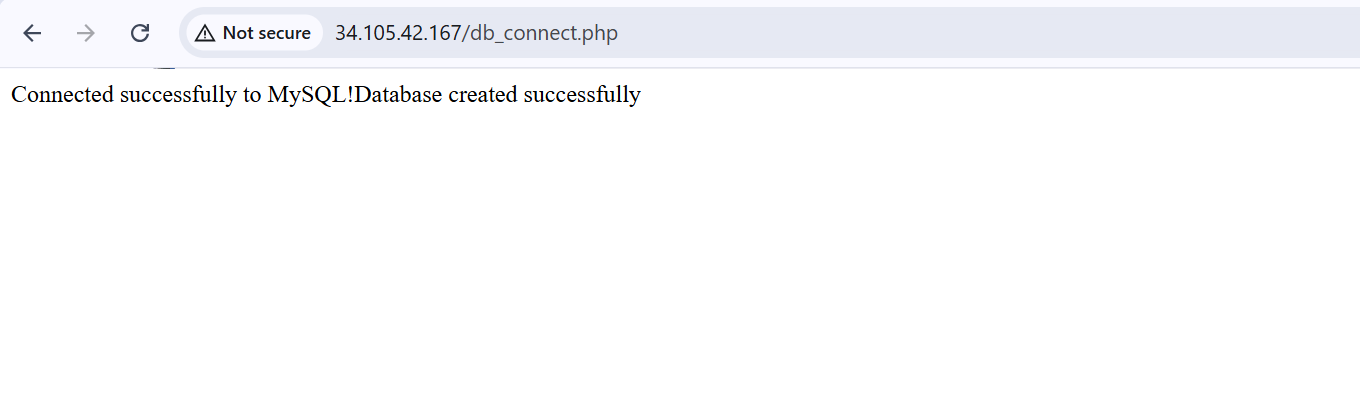 Not secure 34.105.42.167/db_connect.php
Connected successfully to MySQL!Database created successfully